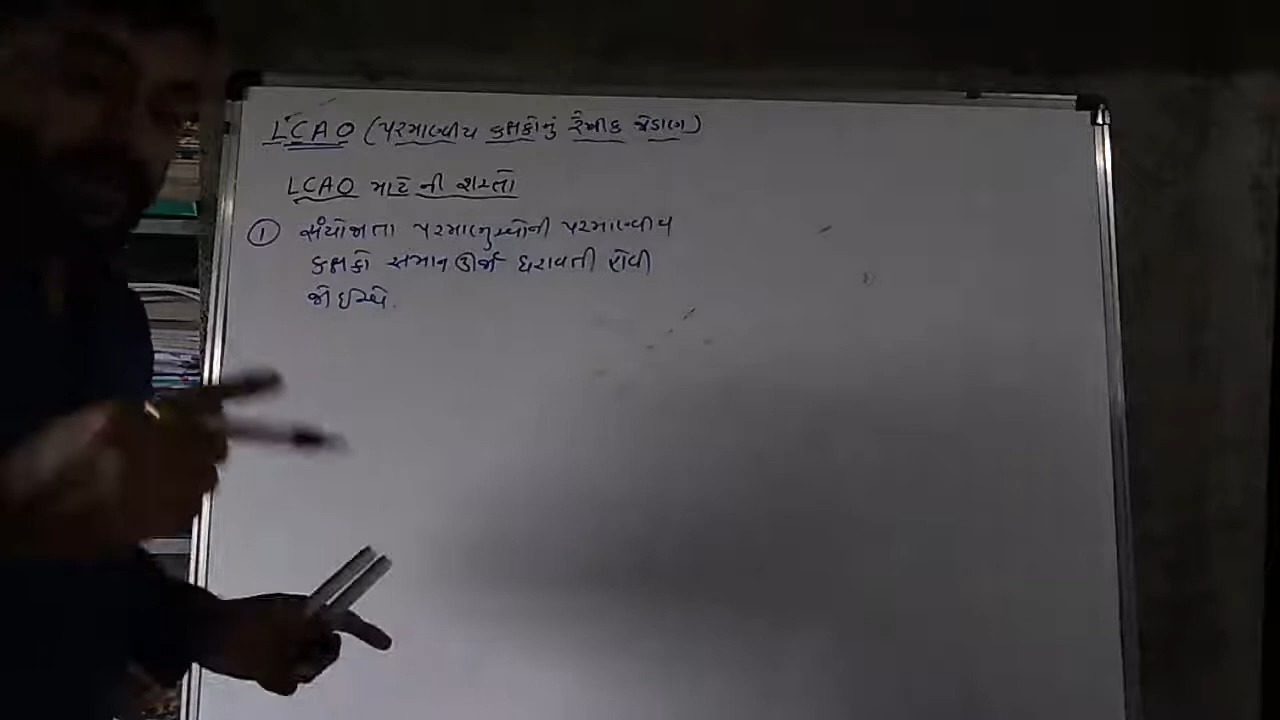 LCAO (પરમાણ્વીય કક્ષકોનું રેખીક જોડાણ)
LCAO માટે ની શરતો
① સંયોજાતા પરમાણુઓની પરમાણ્વીય
કક્ષકો સમાન ઊર્જા ધરાવતી હોવી
જોઈએ.